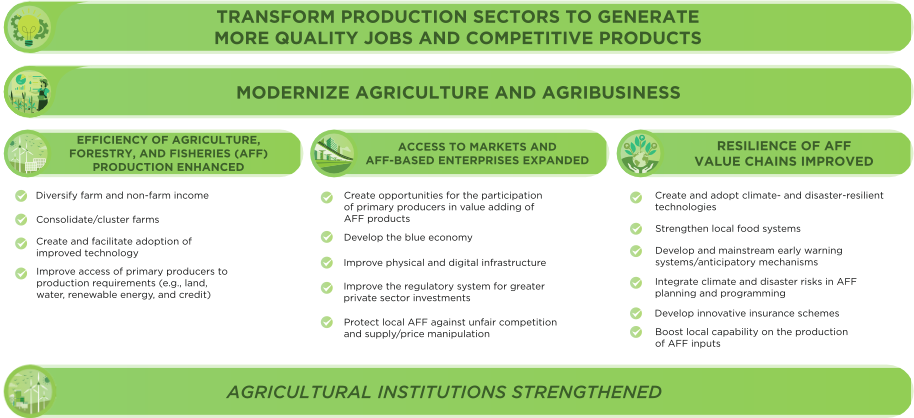 TRANSFORM PRODUCTION SECTORS TO GENERATE
MORE QUALITY JOBS AND COMPETITIVE PRODUCTS
MODERNIZE AGRICULTURE AND AGRIBUSINESS
EFFICIENCY OF AGRICULTURE,
FORESTRY, AND FISHERIES (AFF)
PRODUCTION ENHANCED
Diversify farm and non-farm income
Consolidate/cluster farms
Create and facilitate adoption of
improved technology
Improve access of primary producers to
production requirements (e.g., land,
water, renewable energy, and credit)
ACCESS TO MARKETS AND
AFF-BASED ENTERPRISES EXPANDED
Create opportunities for the participation
of primary producers in value adding of
AFF products
Develop the blue economy
Improve physical and digital infrastructure
Improve the regulatory system for greater
private sector investments
Protect local AFF against unfair competition
and supply/price manipulation
RESILIENCE OF AFF
VALUE CHAINS IMPROVED
Create and adopt climate- and disaster-resilient
technologies
Strengthen local food systems
Develop and mainstream early warning
systems/anticipatory mechanisms
Integrate climate and disaster risks in AFF
planning and programming
Develop innovative insurance schemes
Boost local capability on the production
of AFF inputs
AGRICULTURAL INSTITUTIONS STRENGTHENED